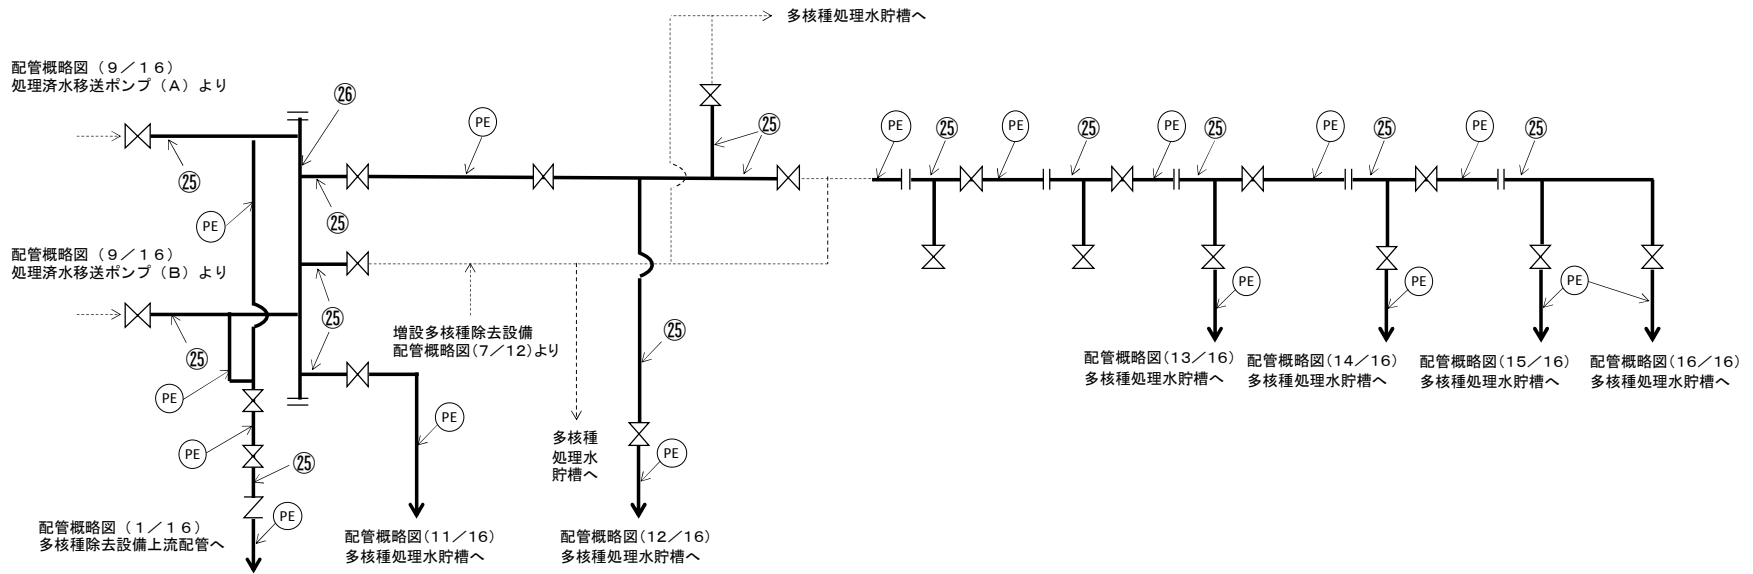 多核種処理水貯槽へ
配管概略図（９／１６）
処理済水移送ポンプ（Ａ）より
㉖
PE
㉕
PE
㉕
PE
㉕
PE
㉕
PE
㉕
PE
㉕
㉕
PE
㉕
配管概略図（９／１６）
処理済水移送ポンプ（Ｂ）より
PE
PE
PE
㉕
㉕
㉕
増設多核種除去設備
配管概略図(７／12)より
配管概略図(13／16)
多核種処理水貯槽へ
配管概略図(14／16)
多核種処理水貯槽へ
配管概略図(15／16)
多核種処理水貯槽へ
配管概略図(16／16)
多核種処理水貯槽へ
PE
PE
多核種
処理水
貯槽へ
PE
PE
㉕
PE
配管概略図（１／１６）
多核種除去設備上流配管へ
配管概略図(11／16)
多核種処理水貯槽へ
配管概略図(12／16)
多核種処理水貯槽へ